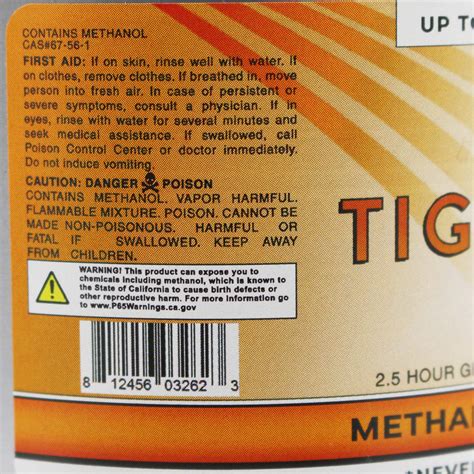 CONTAINS METHANOL
CAS#67-56-1
FIRST AID: If on skin, rinse well with water. If
on clothes, remove clothes. If breathed in, move
person into fresh air. In case of persistent or
severe symptoms, consult a physician. If in
eyes, rinse with water for several minutes and
seek medical assistance. If swallowed, call
Poison Control Center or doctor immediately.
Do not induce vomiting.
CAUTION: DANGER POISON
CONTAINS METHANOL. VAPOR HARMFUL.
FLAMMABLE MIXTURE. POISON. CANNOT BE
MADE NON-POISONOUS. HARMFUL OR
FATAL IF SWALLOWED. KEEP AWAY
FROM CHILDREN.
WARNING! This product can expose you to
chemicals including methanol, which is known to
the State of California to cause birth defects or
other reproductive harm. For more information go
to www.P65Warnings.ca.gov
8 12456 03262 3
UP TO
TIG
2.5 HOUR G
METHA
*NEVE